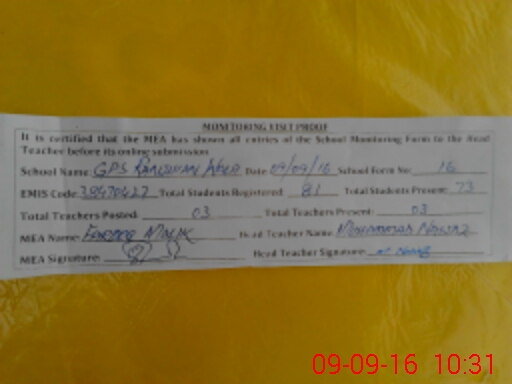 MONITORING VISIT PROOF
It is certified that the MEA has shown all entries of the School Monitoring Form to the Head
Teacher before its online submission
School Name: GPS Date 09/09/16 School Form No: 16
EMIS Code: Total Students Registered: 81 Total Students Present: 73
Total Teachers Posted: 03 Total Teachers Present: 03
MEA Name: Malik Head Teacher Name: Mohammad Nawaz
MEA Signature: Head Teacher Signature:
09-09-16 10:31